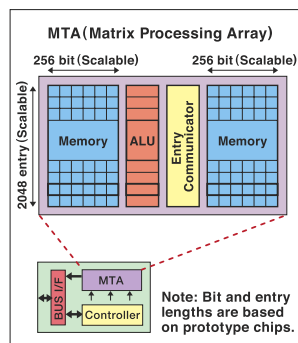 MTA(Matrix Processing Array)
256 bit(Scalable)
256 bit(Scalable)
2048 entry(Scalable)
Memory
ALU
Entry
Communicator
Memory
BUS I/F
MTA
Controller
Note: Bit and entry
lengths are based
on prototype chips.